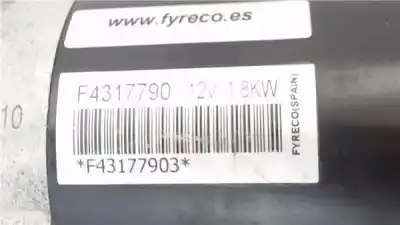 www.fyreco.es
F4317790 12V 1.8KW
*F43177903*
FYRECO(SPAIN)
10